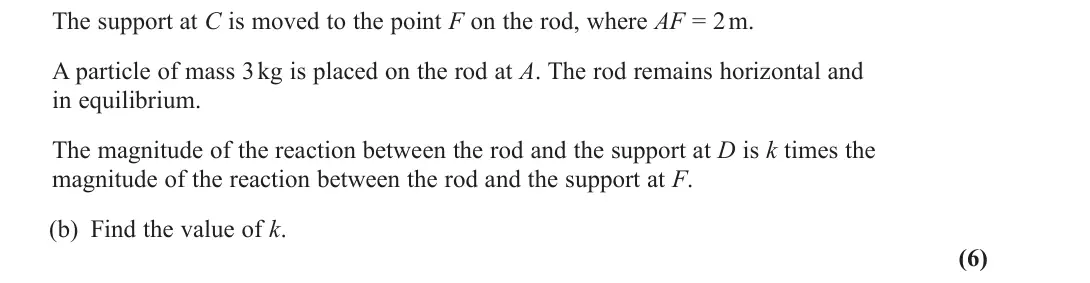 The support at C is moved to the point F on the rod, where AF = 2 m.
A particle of mass 3 kg is placed on the rod at A. The rod remains horizontal and
in equilibrium.
The magnitude of the reaction between the rod and the support at D is k times the
magnitude of the reaction between the rod and the support at F.
(b) Find the value of k.
(6)